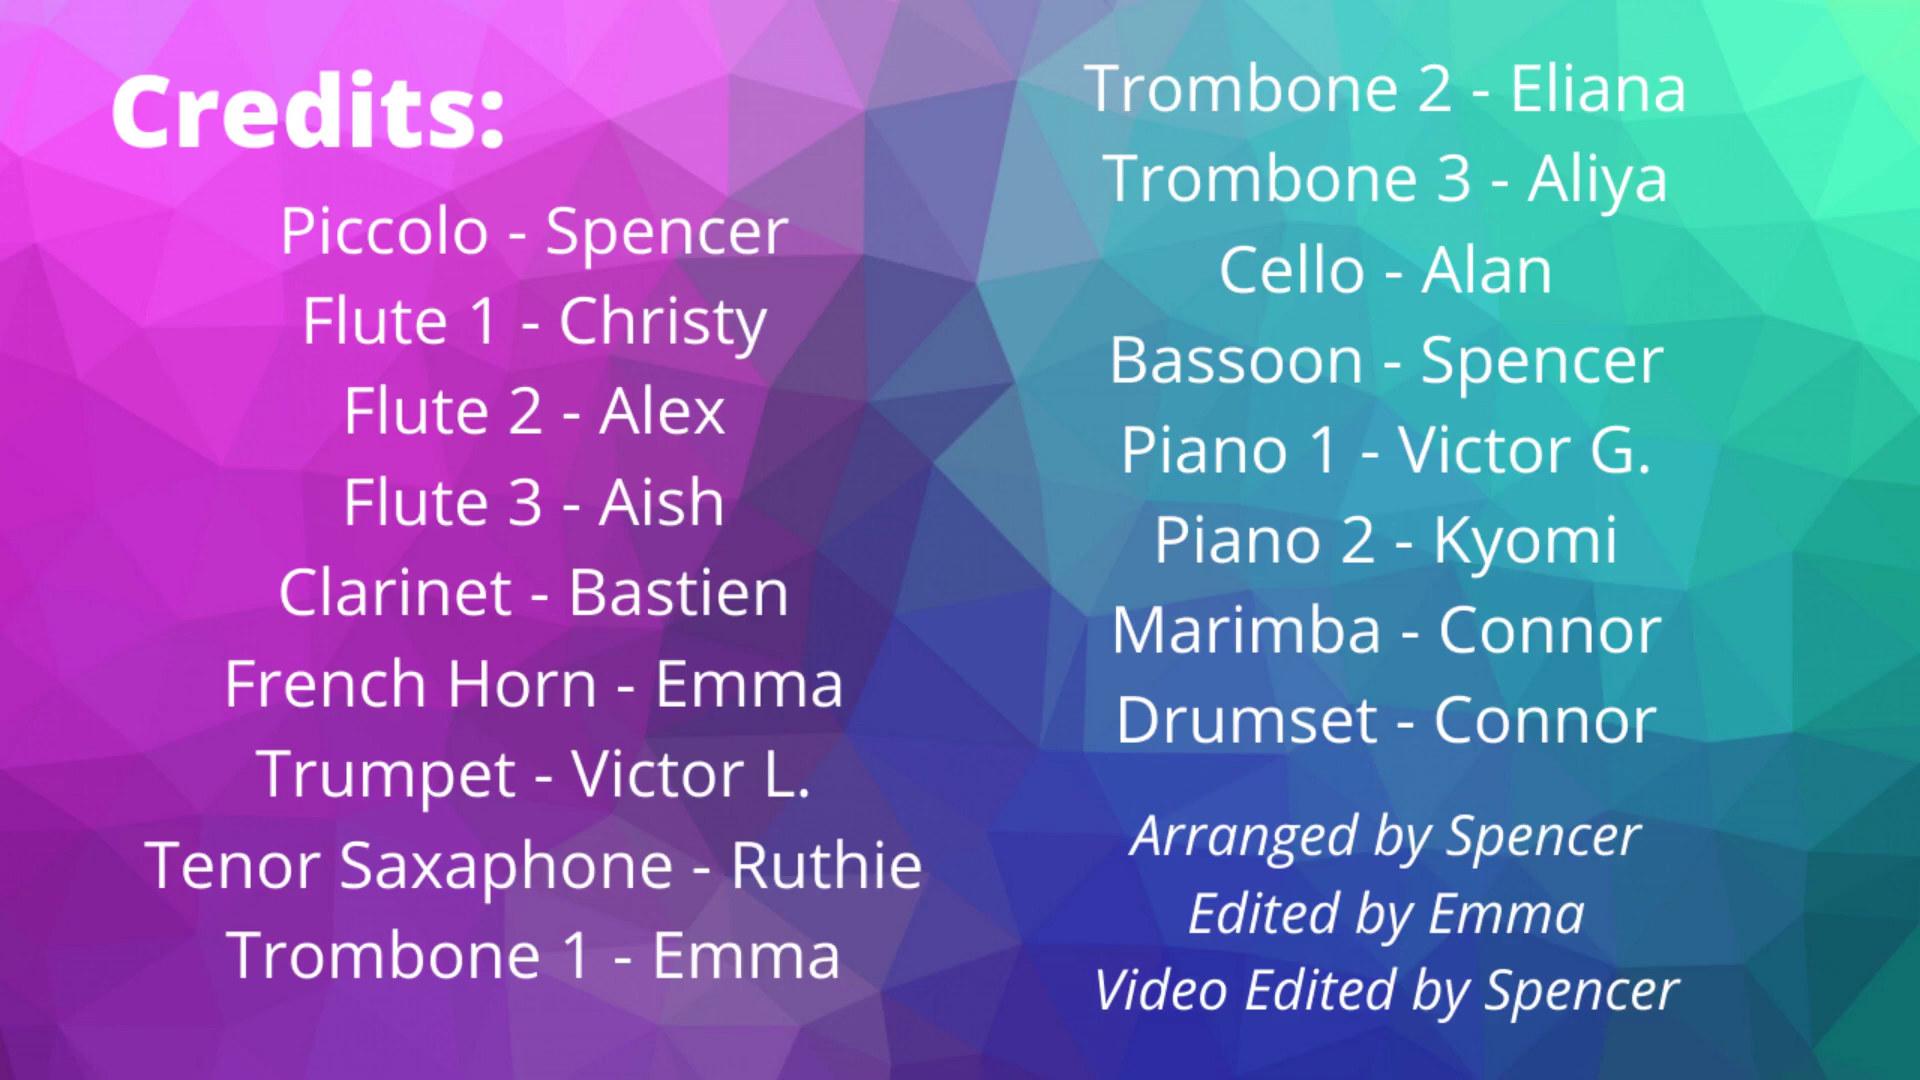 Credits:
Piccolo - Spencer
Flute 1 - Christy
Flute 2 - Alex
Flute 3 - Aish
Clarinet - Bastien
French Horn - Emma
Trumpet - Victor L.
Tenor Saxaphone - Ruthie
Trombone 1 - Emma
Trombone 2 - Eliana
Trombone 3 - Aliya
Cello - Alan
Bassoon - Spencer
Piano 1 - Victor G.
Piano 2 - Kyomi
Marimba - Connor
Drumset - Connor
Arranged by Spencer
Edited by Emma
Video Edited by Spencer